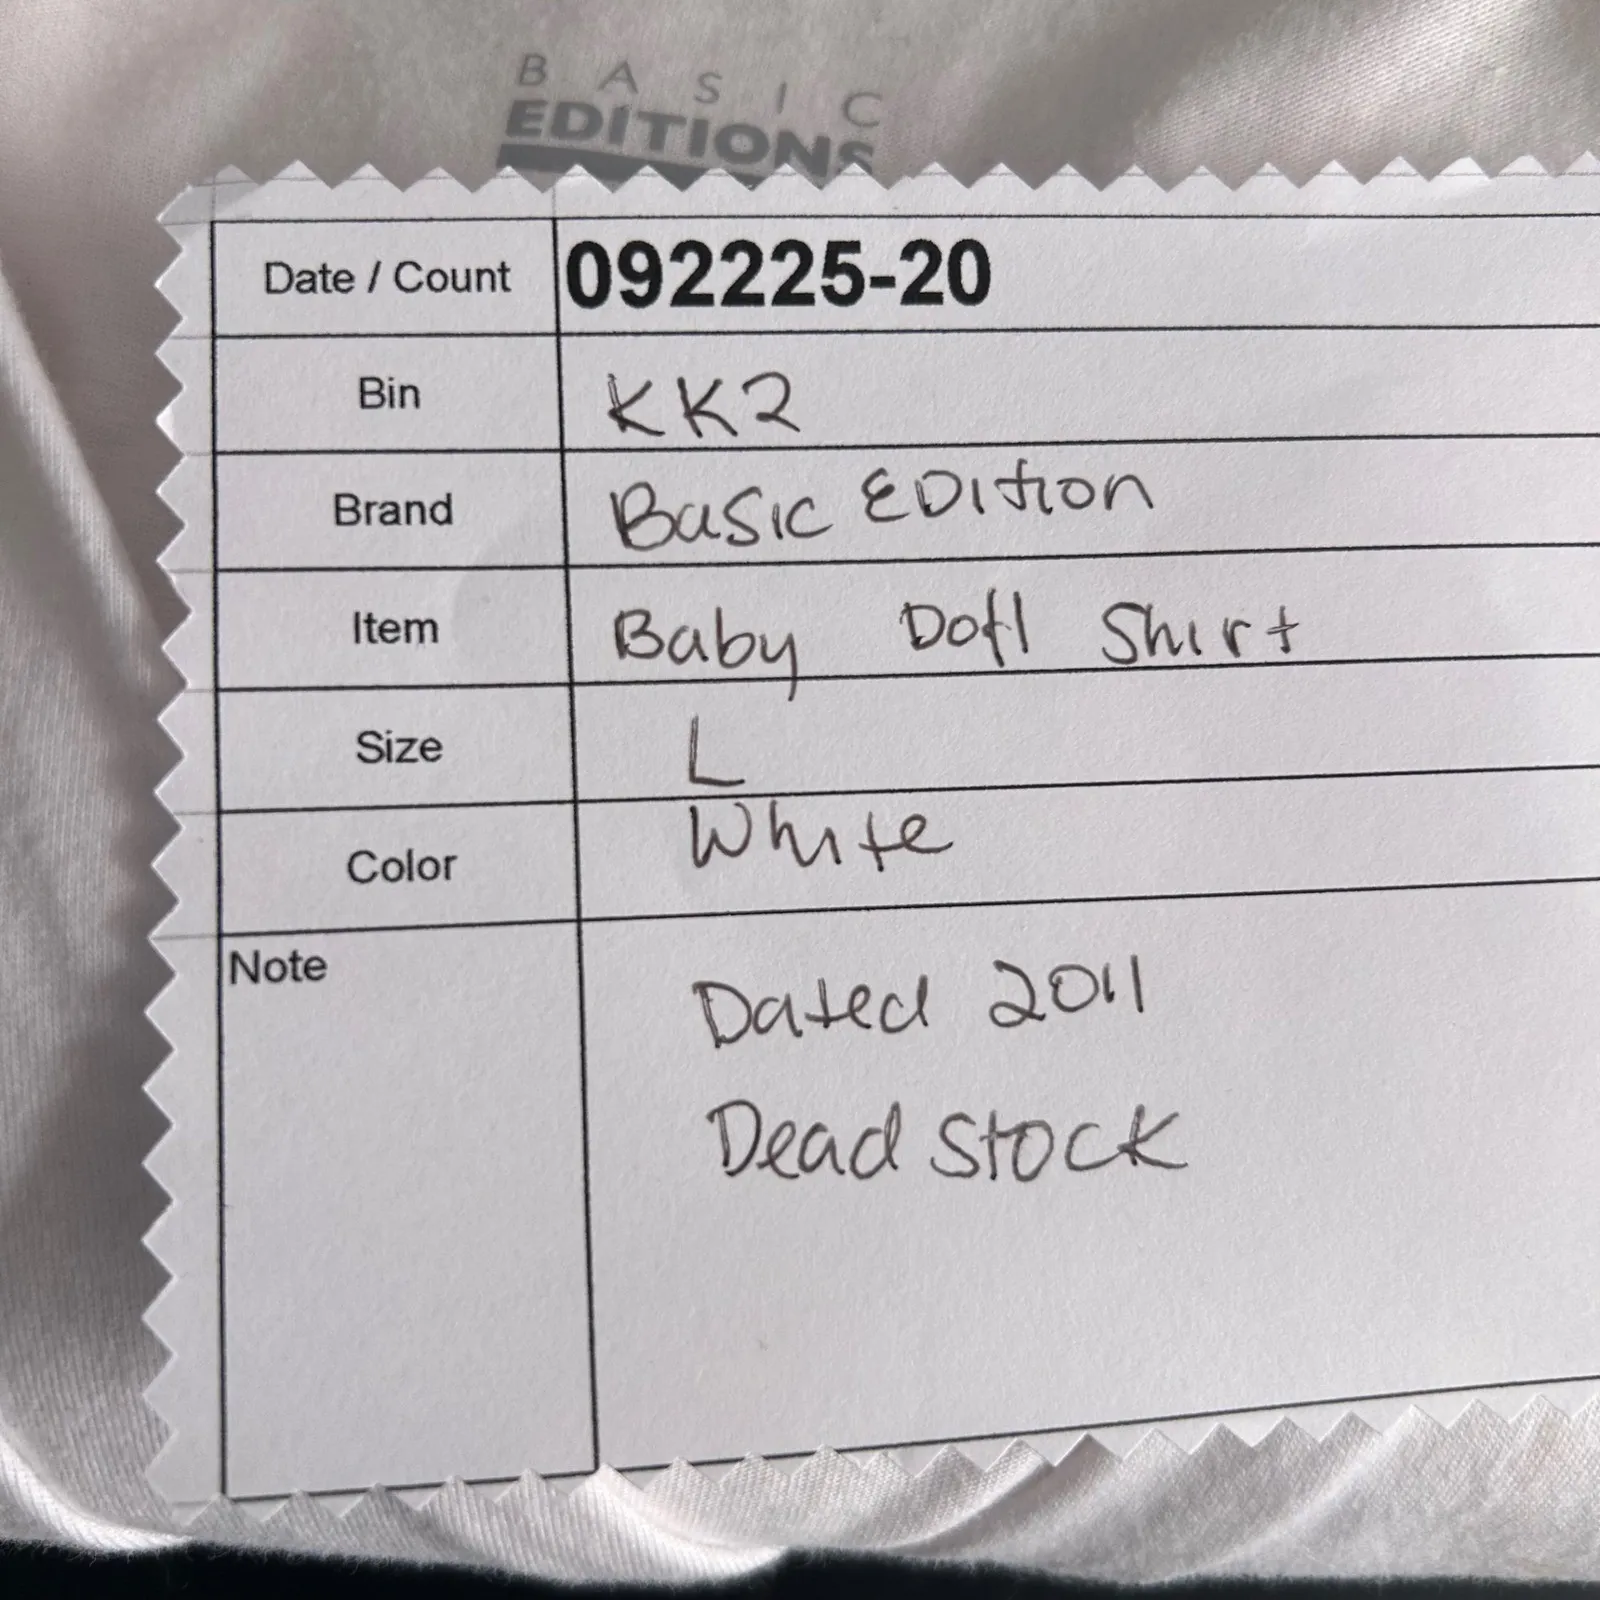 BASIC
EDITIONS
Date / Count 092225-20
Bin KK2
Brand Basic Edition
Item Baby Doll Shirt
Size L
Color White
Note Dated 2011
Dead Stock